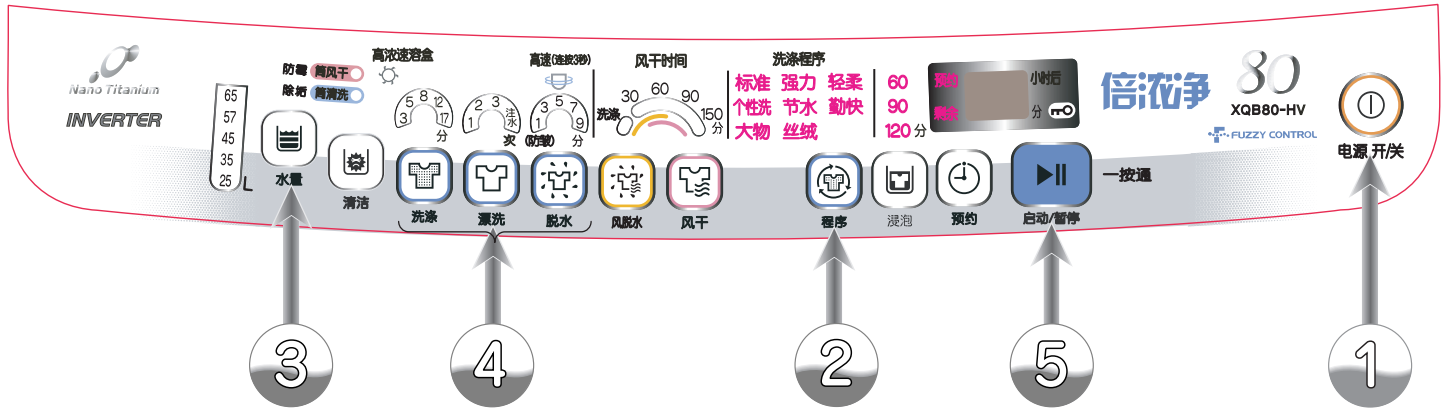 Nano Titanium
INVERTER
65
57
45
35
25 L
防霉 筒风干
除垢 筒清洗
水量
清洁
高浓速溶盒
3 5 8 12 17
分
洗涤
1 2 3 注水
次
漂洗
高速(连按3秒)
1 3 5 7 9
(防皱) 分
脱水
风干时间
洗涤 30 60 90 150
分
风脱水
风干
洗涤程序
标准 强力 轻柔 60
个性洗 节水 勤快 90
大物 丝绒 120 分
程序
浸泡
预约 小时后
剩余 分
预约
倍浓净
80
XQB80-HV
FUZZY CONTROL
启动/暂停
一按通
电源 开/关
3
4
2
5
1